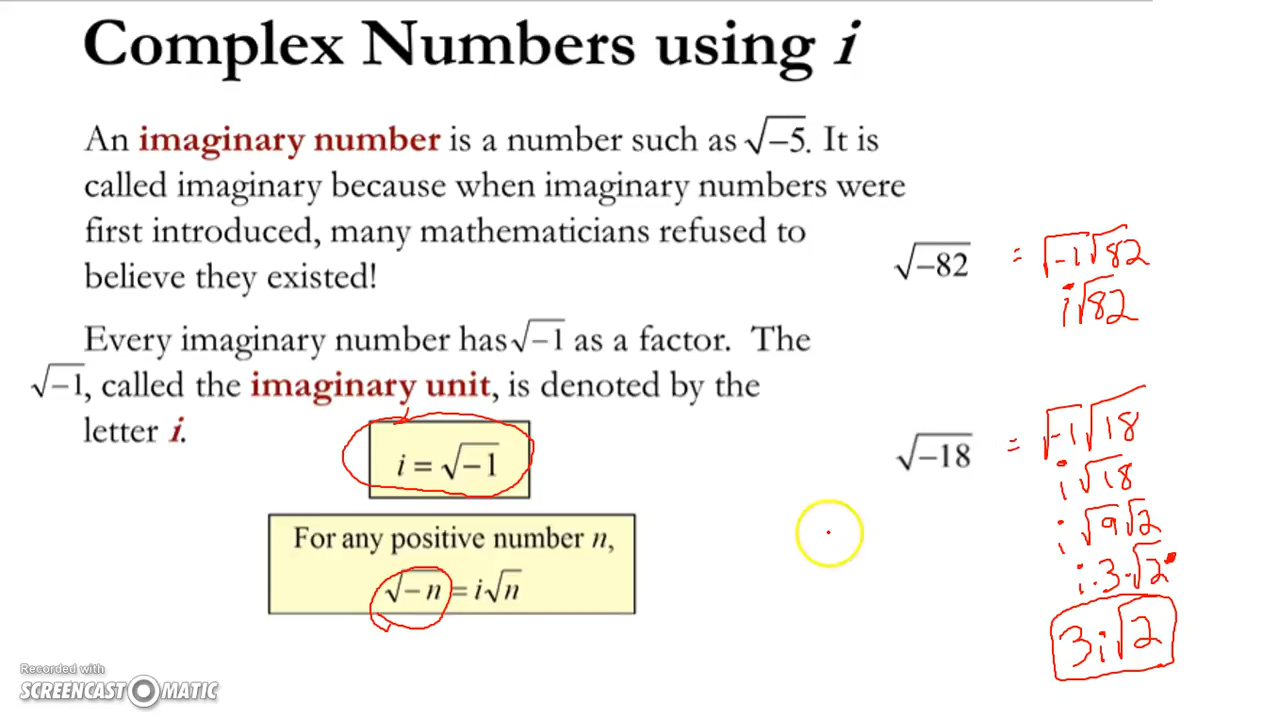 Complex Numbers using i
An imaginary number is a number such as √−5. It is
called imaginary because when imaginary numbers were
first introduced, many mathematicians refused to
believe they existed!
Every imaginary number has √−1 as a factor. The
√−1, called the imaginary unit, is denoted by the
letter i.
i = √−1
For any positive number n,
√−n = i√n
√−82 = √−1√82
i√82
√−18 = √−1√18
i√18
i√9√2
i·3·√2
3i√2
Recorded with
SCREENCAST MATIC